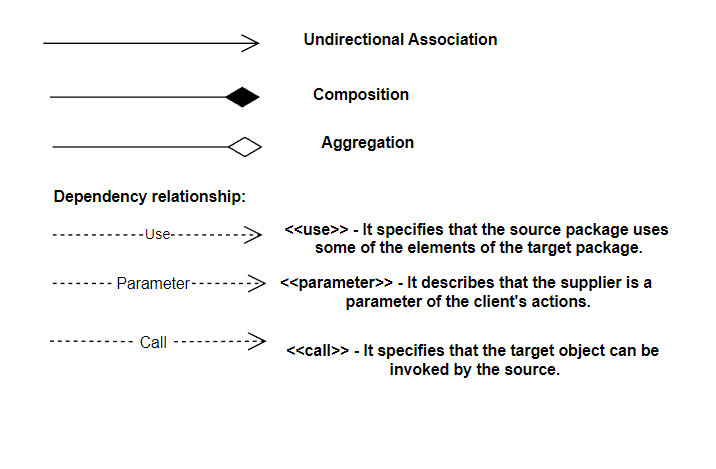 Undirectional Association
Composition
Aggregation
Dependency relationship:
Use
<<use>> - It specifies that the source package uses
some of the elements of the target package.
Parameter
<<parameter>> - It describes that the supplier is a
parameter of the client's actions.
Call
<<call>> - It specifies that the target object can be
invoked by the source.